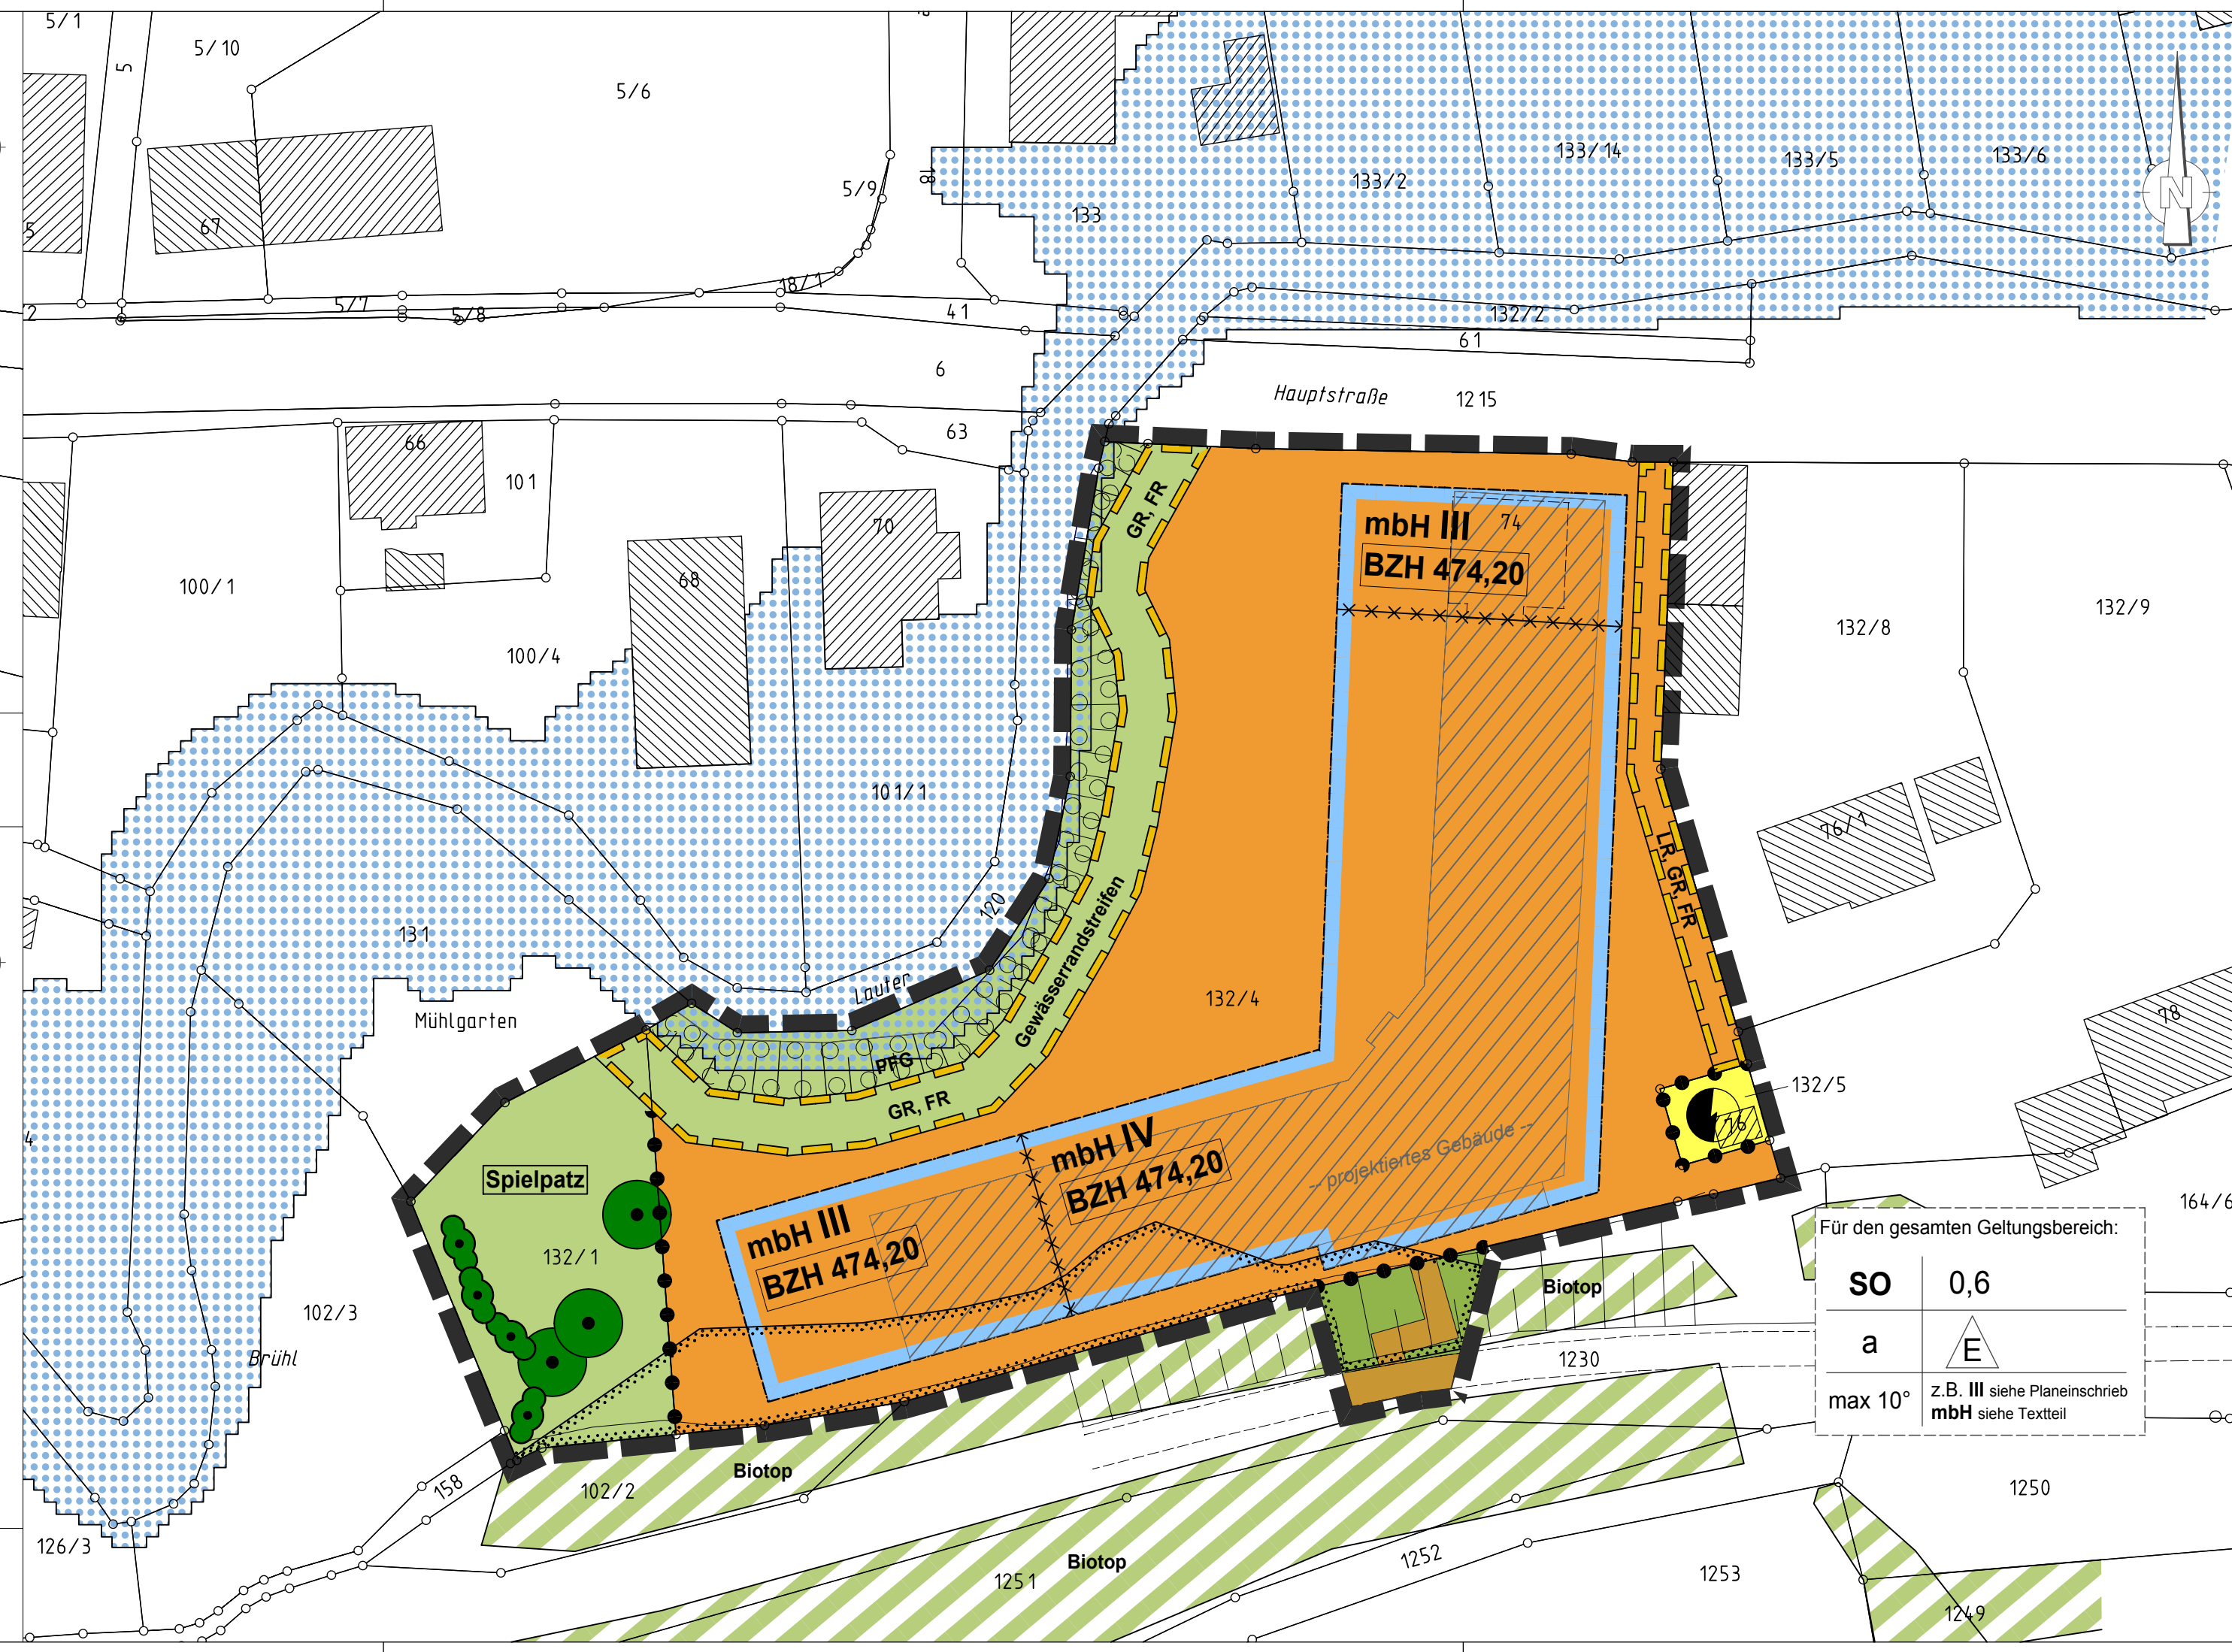 5/1
5
5/10
5/6
5/9
18
133
133/2
133/14
133/5
133/6
N
5
67
18/1
5/7
5/8
2
41
132/2
61
6
Hauptstraße
1215
63
66
101
70
74
mbH III
BZH 474,20
GR, FR
100/1
68
100/4
132/8
132/9
101/1
76/1
LR, GR, FR
120
131
Gewässerrandstreifen
132/4
Lauter
Mühlgarten
78
PFG
GR, FR
132/5
76
4
mbH IV
BZH 474,20
-- projektiertes Gebäude --
Spielpatz
164/6
mbH III
BZH 474,20
132/1
Für den gesamten Geltungsbereich:
SO 0,6
a E
max 10° z.B. III siehe Planeinschrieb
mbH siehe Textteil
Biotop
102/3
Brühl
1230
Biotop
158
102/2
1250
126/3
Biotop
1252
1251
1253
1249